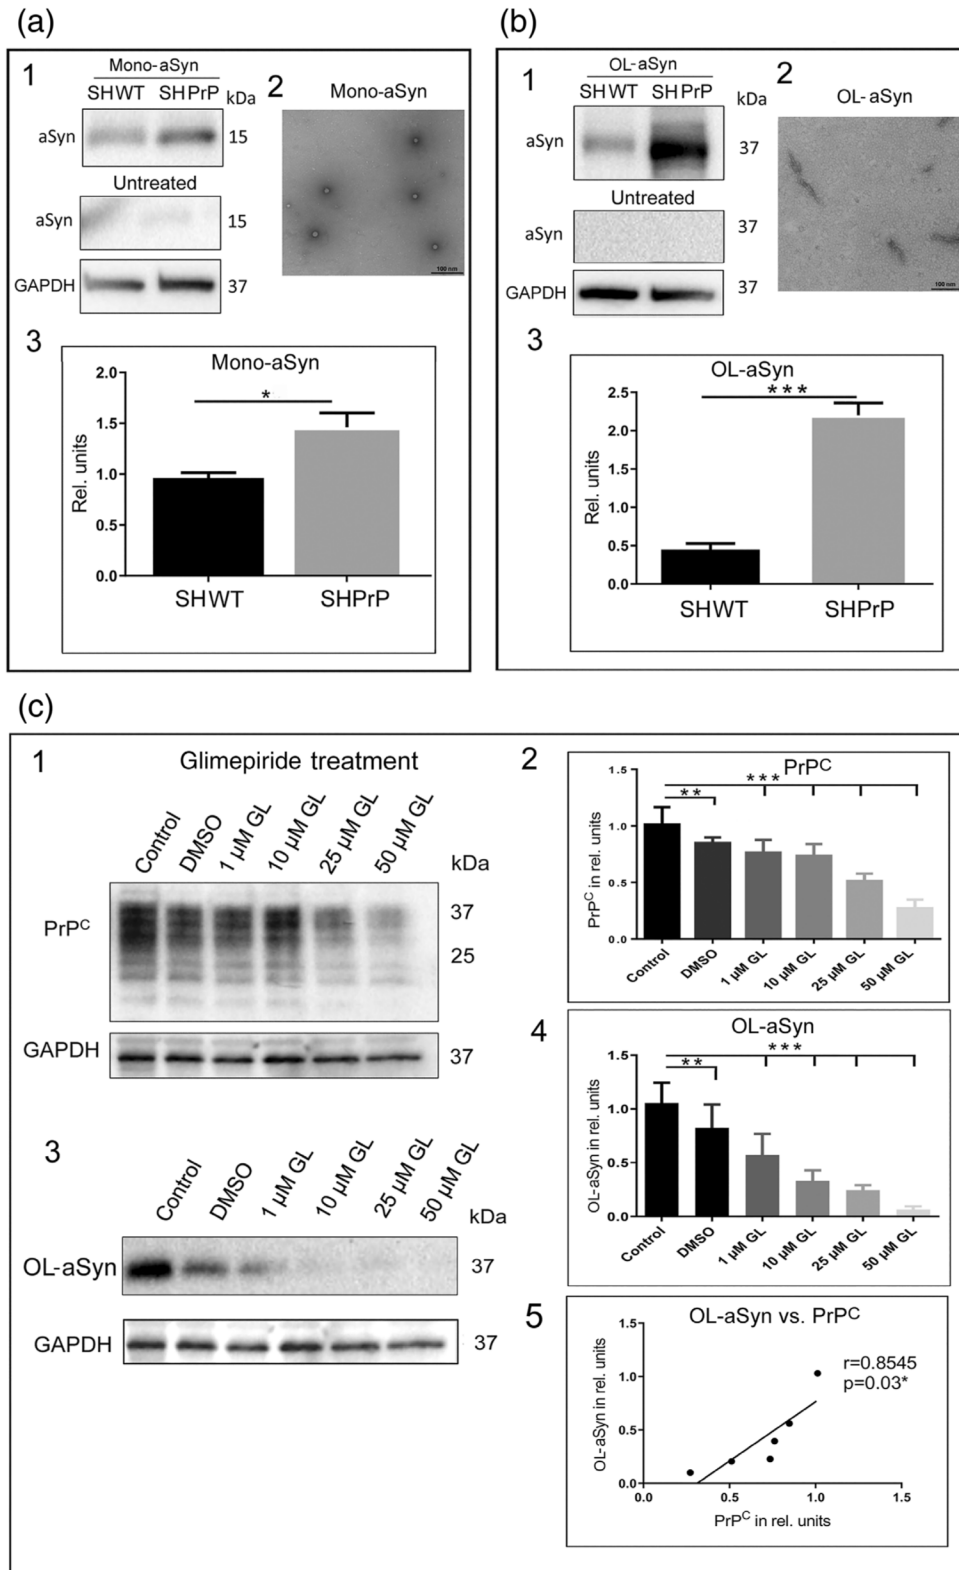 (a)
1
Mono-aSyn
SHWT SHPrP kDa
aSyn 15
Untreated
aSyn 15
GAPDH 37
2
Mono-aSyn
100 nm
3
Mono-aSyn
Rel. units
2.0
1.5
1.0
0.5
0.0
*
SHWT SHPrP
(b)
1
OL-aSyn
SHWT SHPrP kDa
aSyn 37
Untreated
aSyn 37
GAPDH 37
2
OL-aSyn
100 nm
3
OL-aSyn
Rel. units
2.5
2.0
1.5
1.0
0.5
0.0
***
SHWT SHPrP
(c)
1
Glimepiride treatment
Control DMSO 1 µM GL 10 µM GL 25 µM GL 50 µM GL
kDa
PrPC 37
25
GAPDH 37
2
PrPC
PrPC in rel. units
1.5
1.0
0.5
0.0
***
**
Control DMSO 1 µM GL 10 µM GL 25 µM GL 50 µM GL
3
Control DMSO 1 µM GL 10 µM GL 25 µM GL 50 µM GL
kDa
OL-aSyn 37
GAPDH 37
4
OL-aSyn
OL-aSyn in rel. units
1.5
1.0
0.5
0.0
***
**
Control DMSO 1 µM GL 10 µM GL 25 µM GL 50 µM GL
5
OL-aSyn vs. PrPC
OL-aSyn in rel. units
1.5
1.0
0.5
0.0
r=0.8545
p=0.03*
0.0 0.5 1.0 1.5
PrPC in rel. units